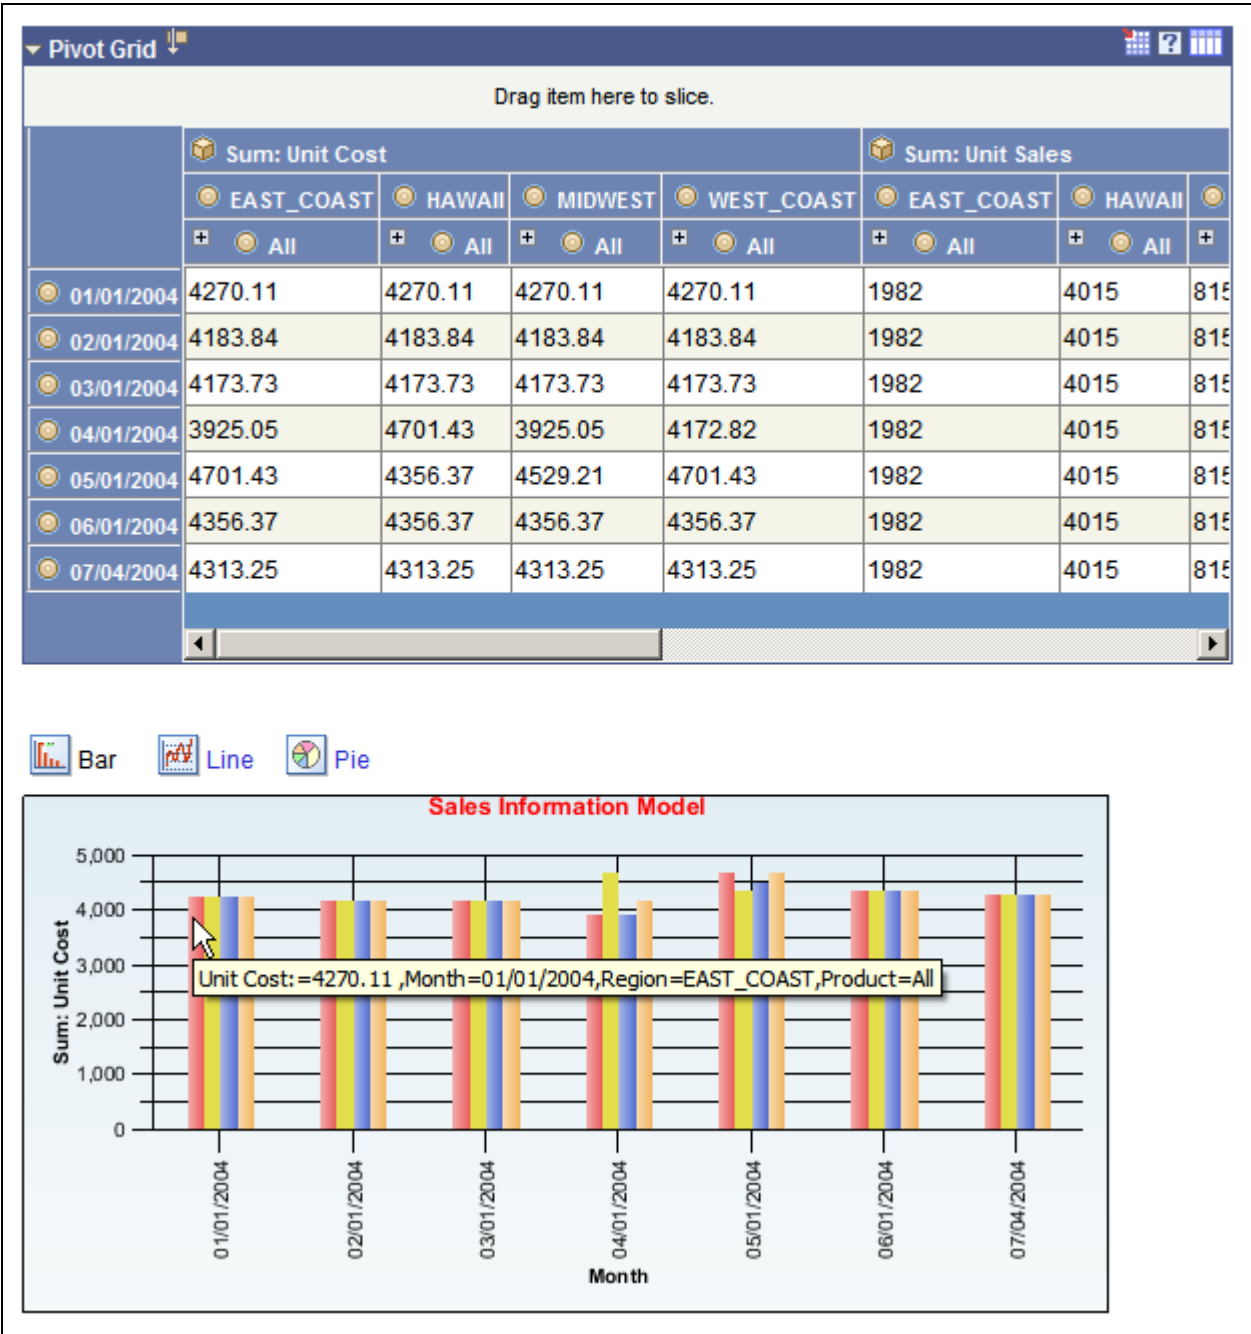 Pivot Grid
Drag item here to slice.
Sum: Unit Cost Sum: Unit Sales
EAST_COAST HAWAII MIDWEST WEST_COAST EAST_COAST HAWAII
All All All All All All
01/01/2004 4270.11 4270.11 4270.11 4270.11 1982 4015
02/01/2004 4183.84 4183.84 4183.84 4183.84 1982 4015
03/01/2004 4173.73 4173.73 4173.73 4173.73 1982 4015
04/01/2004 3925.05 4701.43 3925.05 4172.82 1982 4015
05/01/2004 4701.43 4356.37 4529.21 4701.43 1982 4015
06/01/2004 4356.37 4356.37 4356.37 4356.37 1982 4015
07/04/2004 4313.25 4313.25 4313.25 4313.25 1982 4015
Bar Line Pie
Sales Information Model
5,000
4,000
3,000
2,000
1,000
0
Sum: Unit Cost
Unit Cost:=4270.11 ,Month=01/01/2004,Region=EAST_COAST,Product=All
01/01/2004
02/01/2004
03/01/2004
04/01/2004
05/01/2004
06/01/2004
07/04/2004
Month